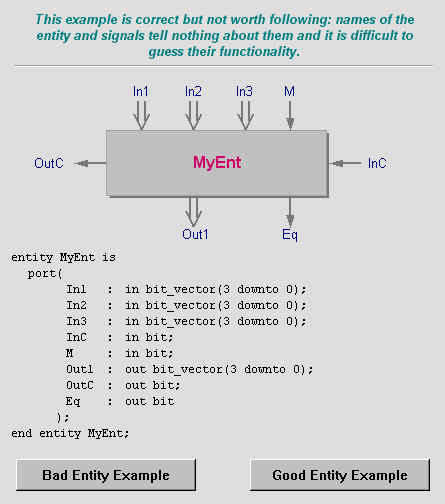 This example is correct but not worth following: names of the
entity and signals tell nothing about them and it is difficult to
guess their functionality.
In1 In2 In3 M
OutC MyEnt InC
Out1 Eq
entity MyEnt is
port(
In1 : in bit_vector(3 downto 0);
In2 : in bit_vector(3 downto 0);
In3 : in bit_vector(3 downto 0);
InC : in bit;
M : in bit;
Out1 : out bit_vector(3 downto 0);
OutC : out bit;
Eq : out bit
);
end entity MyEnt;
Bad Entity Example Good Entity Example